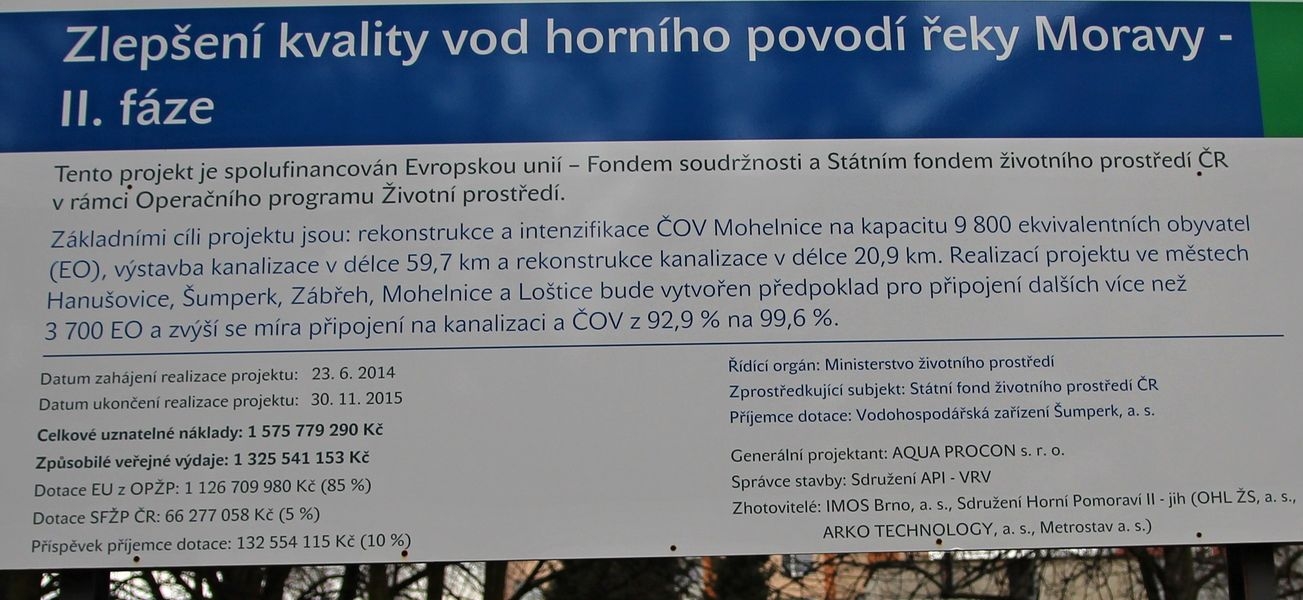 Zlepšení kvality vod horního povodí řeky Moravy -
II. fáze
Tento projekt je spolufinancován Evropskou unií – Fondem soudržnosti a Státním fondem životního prostředí ČR
v rámci Operačního programu Životní prostředí.
Základními cíli projektu jsou: rekonstrukce a intenzifikace ČOV Mohelnice na kapacitu 9 800 ekvivalentních obyvatel
(EO), výstavba kanalizace v délce 59,7 km a rekonstrukce kanalizace v délce 20,9 km. Realizací projektu ve městech
Hanušovice, Šumperk, Zábřeh, Mohelnice a Loštice bude vytvořen předpoklad pro připojení dalších více než
3 700 EO a zvýší se míra připojení na kanalizaci a ČOV z 92,9 % na 99,6 %.
Datum zahájení realizace projektu: 23. 6. 2014
Datum ukončení realizace projektu: 30. 11. 2015
Celkové uznatelné náklady: 1 575 779 290 Kč
Způsobilé veřejné výdaje: 1 325 541 153 Kč
Dotace EU z OPŽP: 1 126 709 980 Kč (85 %)
Dotace SFŽP ČR: 66 277 058 Kč (5 %)
Příspěvek příjemce dotace: 132 554 115 Kč (10 %)
Řídící orgán: Ministerstvo životního prostředí
Zprostředkující subjekt: Státní fond životního prostředí ČR
Příjemce dotace: Vodohospodářská zařízení Šumperk, a. s.
Generální projektant: AQUA PROCON s. r. o.
Správce stavby: Sdružení API - VRV
Zhotovitelé: IMOS Brno, a. s., Sdružení Horní Pomoraví II - jih (OHL ŽS, a. s.,
ARKO TECHNOLOGY, a. s., Metrostav a. s.)